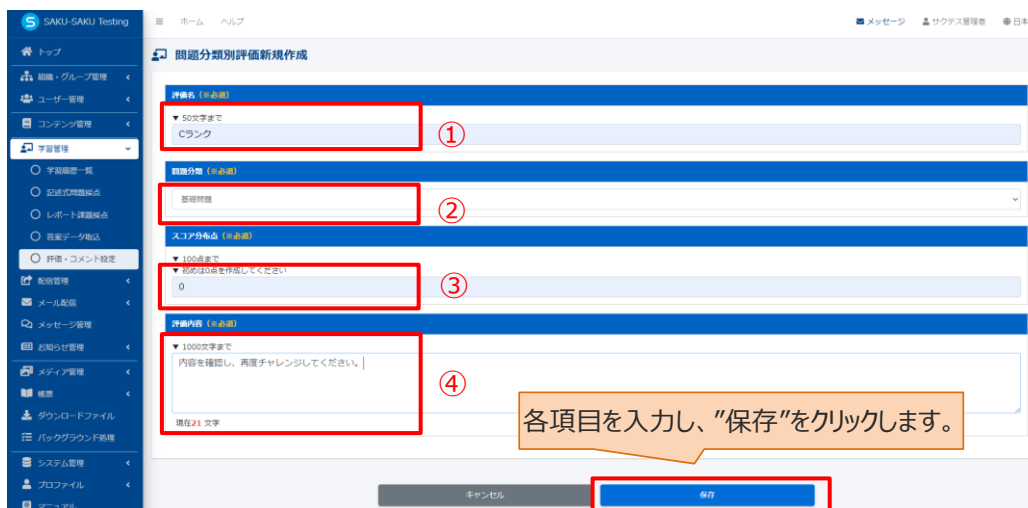 SAKU-SAKU Testing
ホーム ヘルプ
メッセージ サクテス管理者 日本
トップ
組織・グループ管理
ユーザー管理
コンテンツ管理
学習管理
学習履歴一覧
記述式問題採点
レポート課題採点
答案データ取込
評価・コメント設定
配信管理
メール配信
メッセージ管理
お知らせ管理
メディア管理
帳票
ダウンロードファイル
バックグラウンド処理
システム管理
プロファイル
マニュアル
問題分類別評価新規作成
評価名（※必須）
▼ 50文字まで
Cランク
①
問題分類（※必須）
基礎問題
②
スコア分布点（※必須）
▼ 100点まで
▼ 初めは0点を作成してください
0
③
評価内容（※必須）
▼ 1000文字まで
内容を確認し、再度チャレンジしてください。
④
現在21 文字
各項目を入力し、”保存”をクリックします。
キャンセル
保存